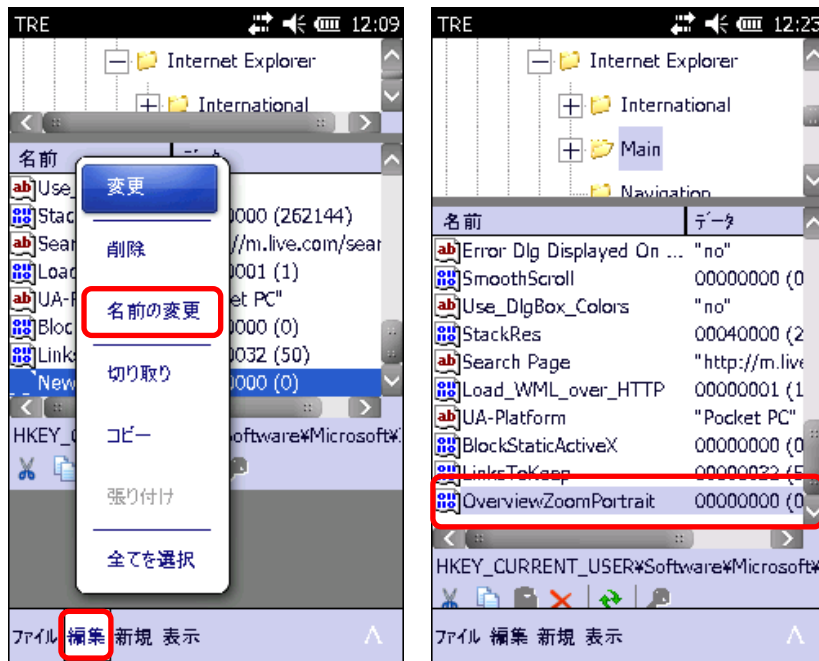 TRE 12:09
Internet Explorer
International
名前
変更
削除
名前の変更
切り取り
コピー
張り付け
全てを選択
Use_
Stac 0000 (262144)
Sear //m.live.com/sear
Load 0001 (1)
UA-P et PC"
Bloc 0000 (0)
Links 0032 (50)
New 0000 (0)
HKEY_ oftware¥Microsoft¥
ファイル 編集 新規 表示
TRE 12:23
Internet Explorer
International
Main
Navigation
名前 データ
Error Dlg Displayed On ... "no"
SmoothScroll 00000000 (0
Use_DlgBox_Colors "no"
StackRes 00040000 (2
Search Page "http://m.live
Load_WML_over_HTTP 00000001 (1
UA-Platform "Pocket PC"
BlockStaticActiveX 00000000 (0
LinksToKeep 00000032 (5
OverviewZoomPortrait 00000000 (0
HKEY_CURRENT_USER¥Software¥Microsoft¥
ファイル 編集 新規 表示